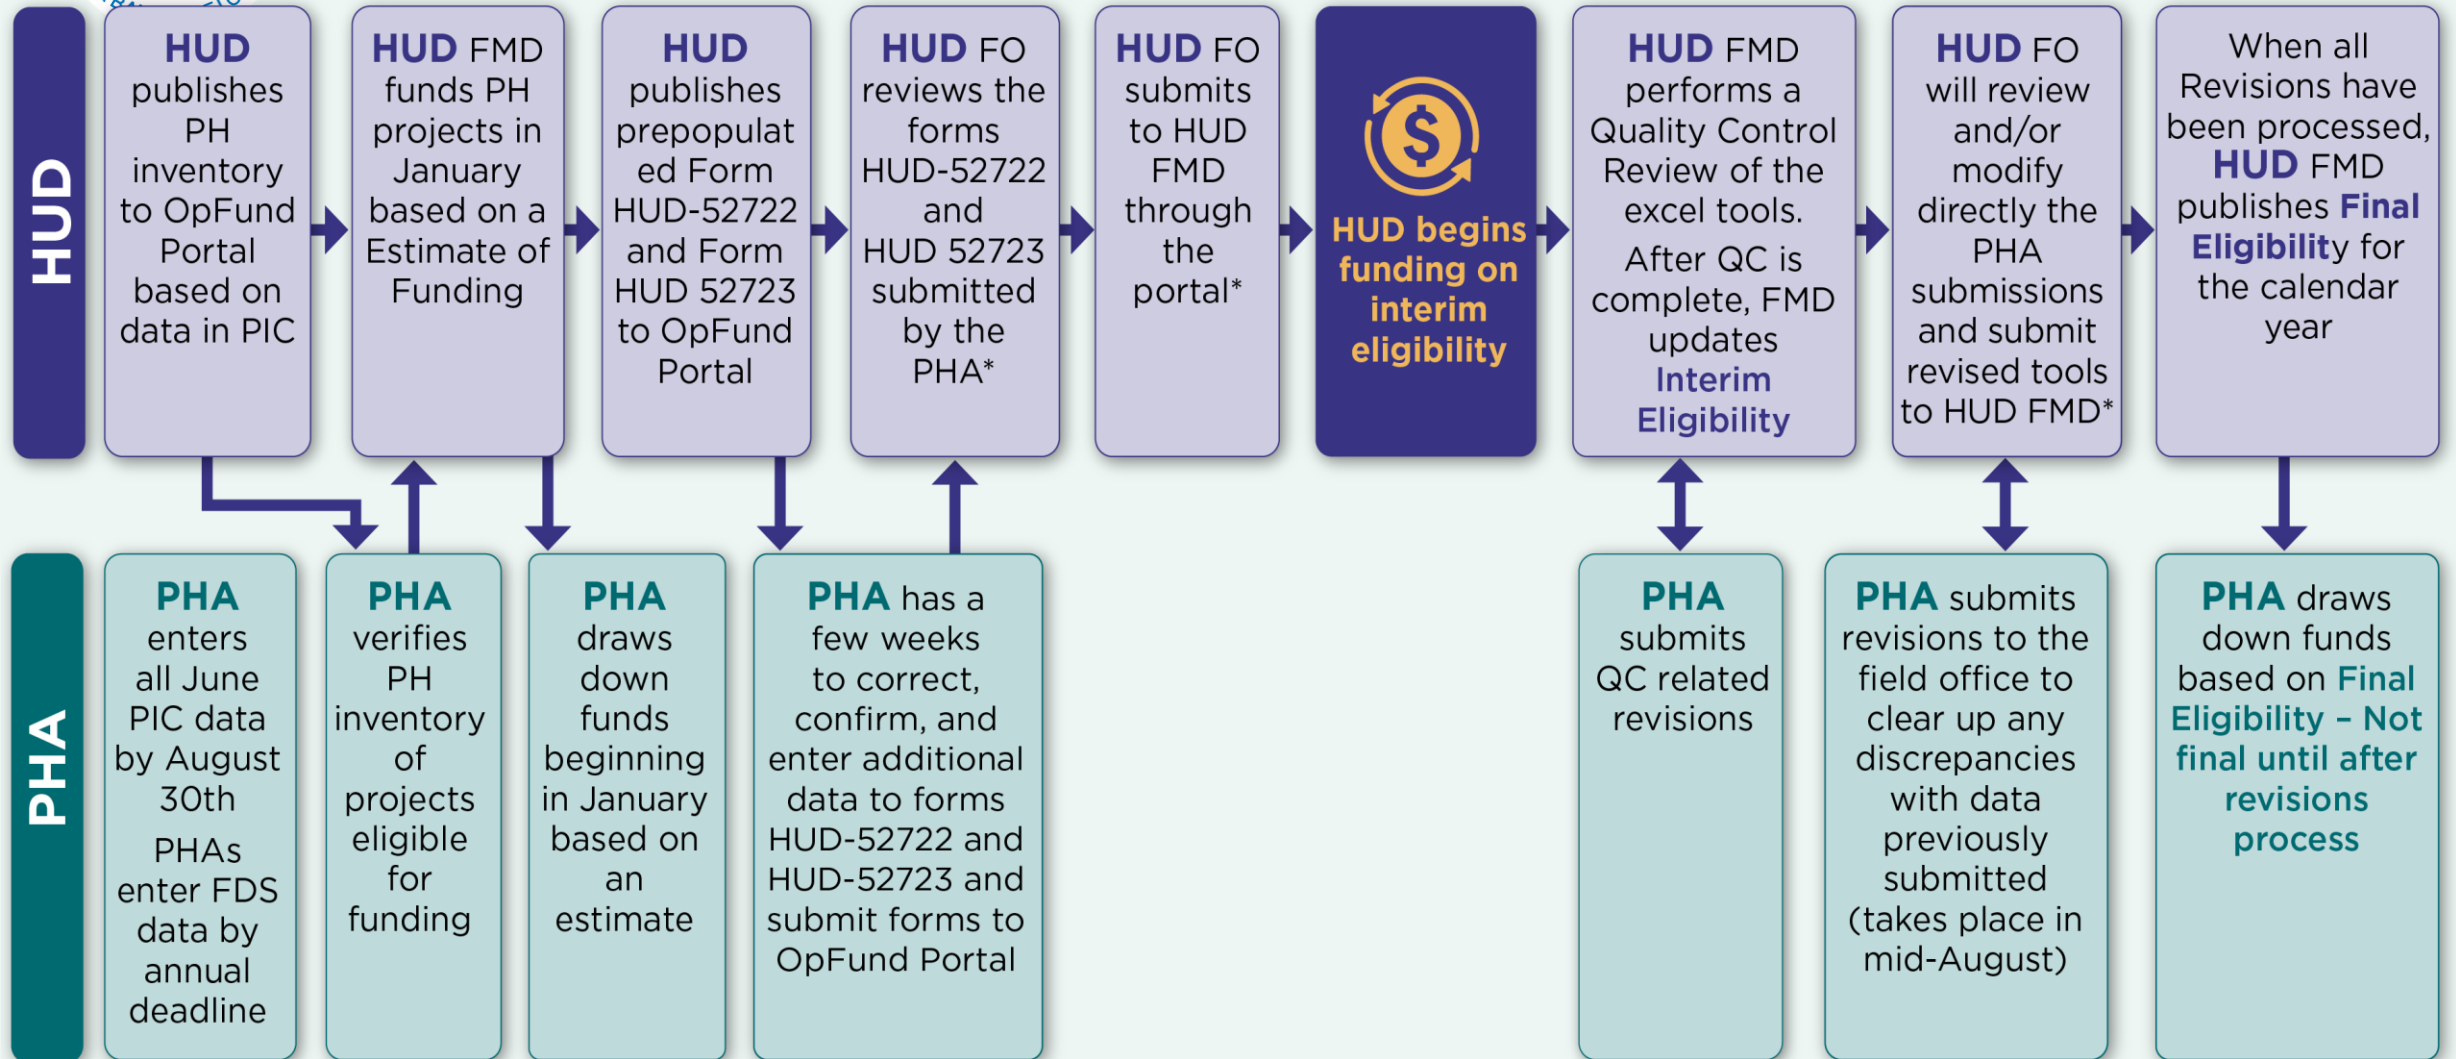 HUD
HUD
publishes
PH
inventory
to OpFund
Portal
based on
data in PIC
HUD FMD
funds PH
projects in
January
based on a
Estimate of
Funding
HUD
publishes
prepopulat
ed Form
HUD-52722
and Form
HUD 52723
to OpFund
Portal
HUD FO
reviews the
forms
HUD-52722
and
HUD 52723
submitted
by the
PHA*
HUD FO
submits
to HUD
FMD
through
the
portal*
$
HUD begins
funding on
interim
eligibility
HUD FMD
performs a
Quality Control
Review of the
excel tools.
After QC is
complete, FMD
updates
Interim
Eligibility
HUD FO
will review
and/or
modify
directly the
PHA
submissions
and submit
revised tools
to HUD FMD*
When all
Revisions have
been processed,
HUD FMD
publishes Final
Eligibility for
the calendar
year
PHA
PHA
enters
all June
PIC data
by August
30th
PHAs
enter FDS
data by
annual
deadline
PHA
verifies
PH
inventory
of
projects
eligible
for
funding
PHA
draws
down
funds
beginning
in January
based on
an
estimate
PHA has a
few weeks
to correct,
confirm, and
enter additional
data to forms
HUD-52722 and
HUD-52723 and
submit forms to
OpFund Portal
PHA
submits
QC related
revisions
PHA submits
revisions to the
field office to
clear up any
discrepancies
with data
previously
submitted
(takes place in
mid-August)
PHA draws
down funds
based on Final
Eligibility – Not
final until after
revisions
process